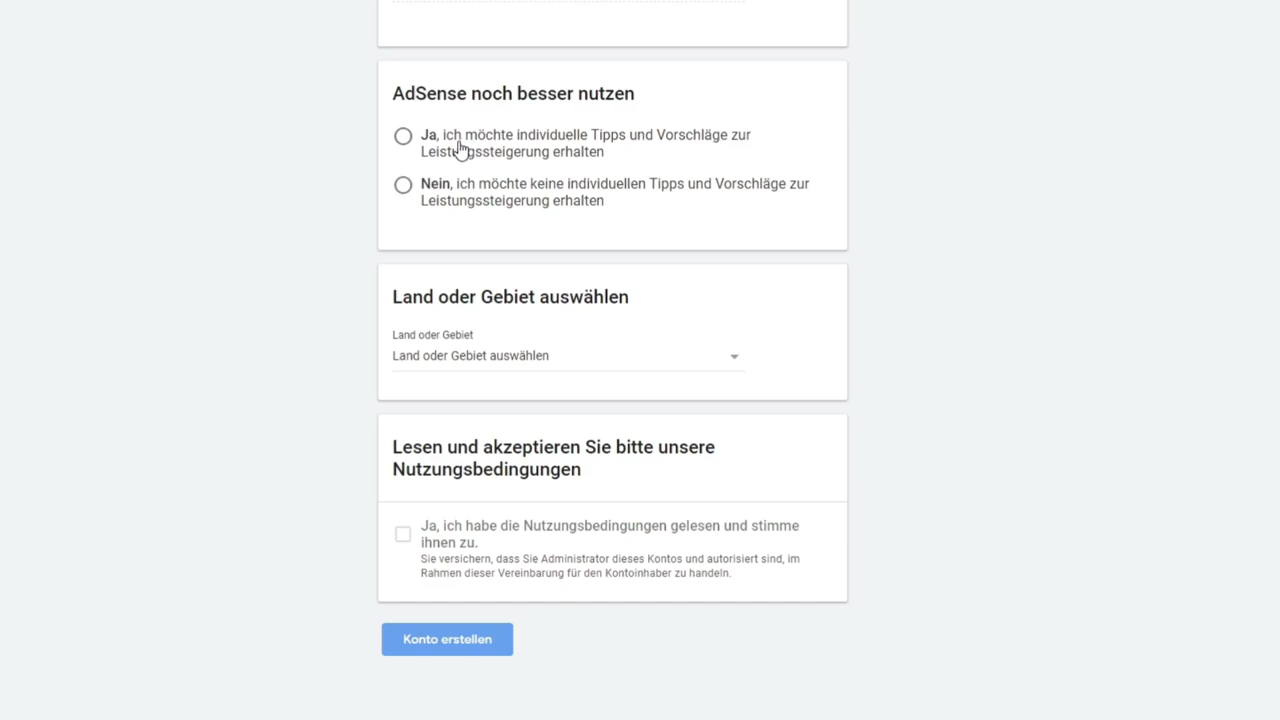 AdSense noch besser nutzen
Ja, ich möchte individuelle Tipps und Vorschläge zur
Leistungssteigerung erhalten
Nein, ich möchte keine individuellen Tipps und Vorschläge zur
Leistungssteigerung erhalten
Land oder Gebiet auswählen
Land oder Gebiet
Land oder Gebiet auswählen
Lesen und akzeptieren Sie bitte unsere
Nutzungsbedingungen
Ja, ich habe die Nutzungsbedingungen gelesen und stimme
ihnen zu.
Sie versichern, dass Sie Administrator dieses Kontos und autorisiert sind, im
Rahmen dieser Vereinbarung für den Kontoinhaber zu handeln.
Konto erstellen